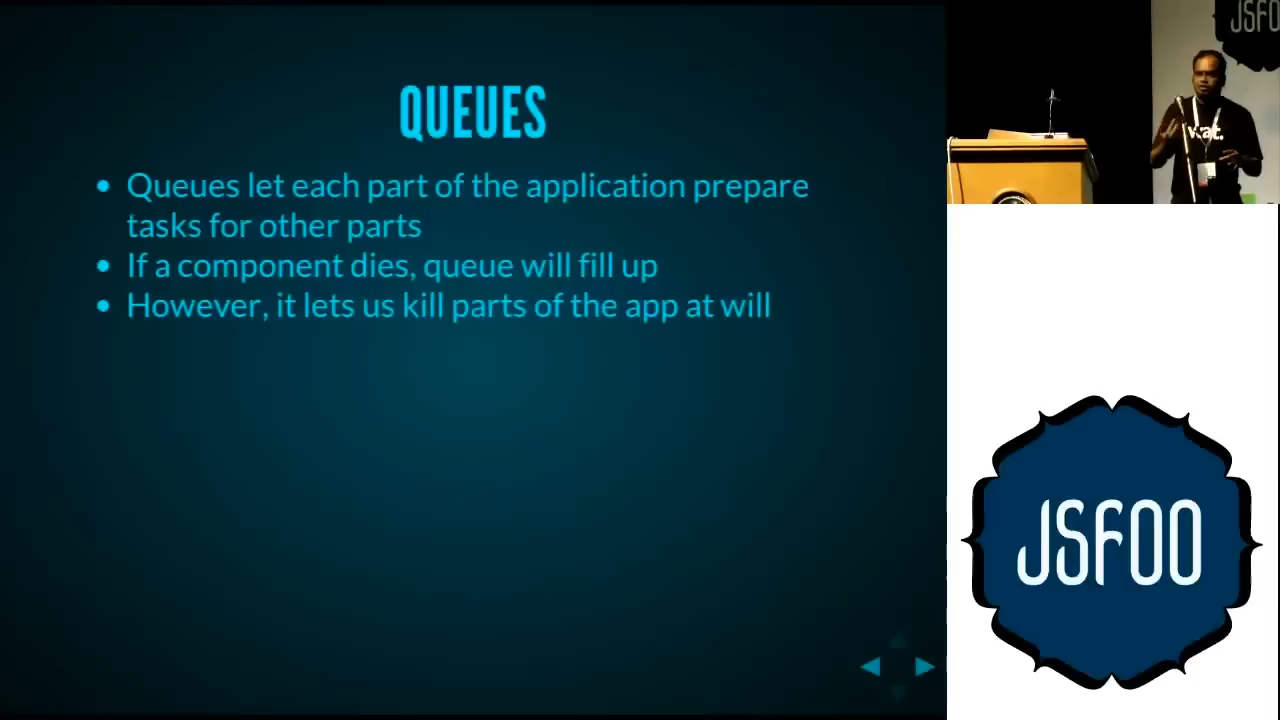 QUEUES
Queues let each part of the application prepare
tasks for other parts
If a component dies, queue will fill up
However, it lets us kill parts of the app at will
JSFOO